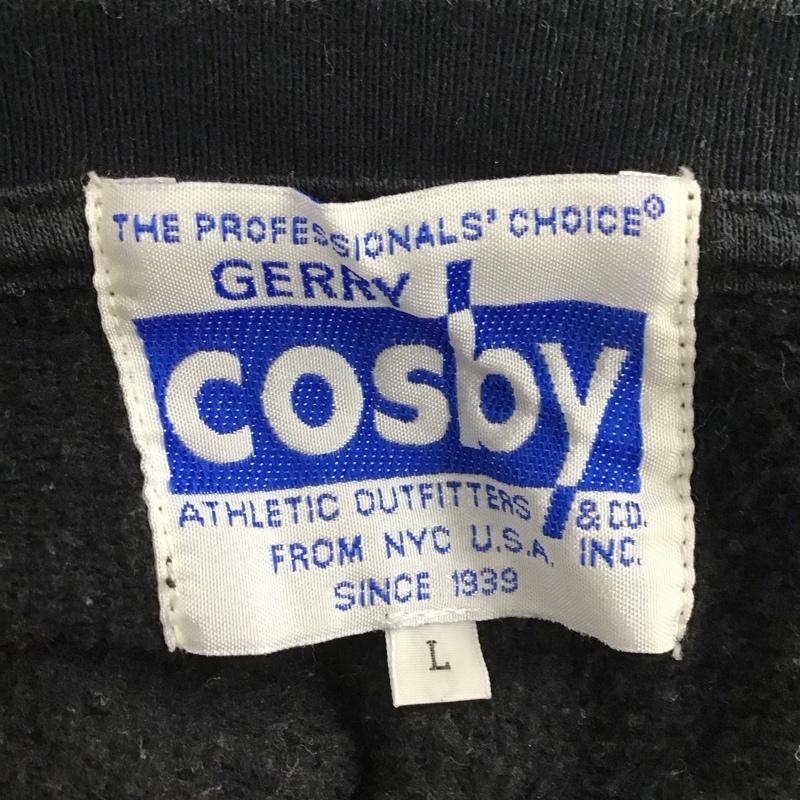 THE PROFESSIONALS' CHOICE®
GERRY
cosby
ATHLETIC OUTFITTERS & CO.
FROM NYC U.S.A. INC.
SINCE 1939
L